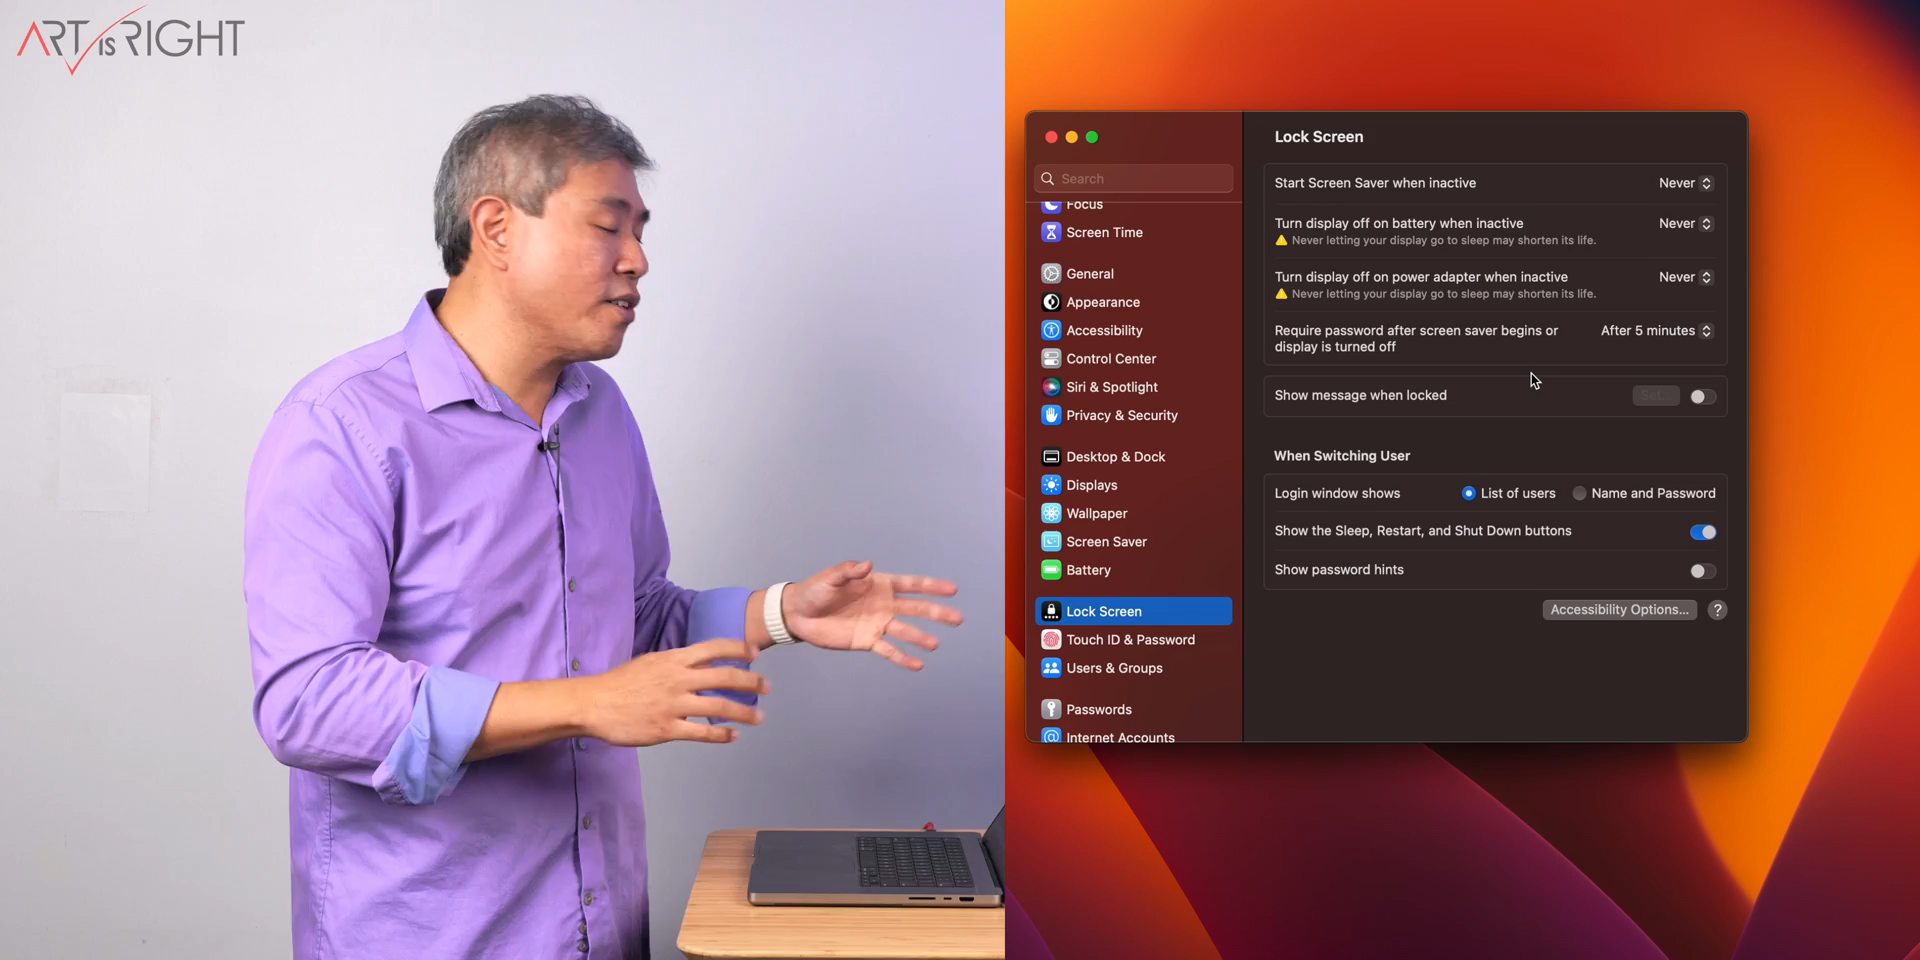 ART IS RIGHT
Lock Screen
Search
Start Screen Saver when inactive
Never
Focus
Turn display off on battery when inactive
Never
Never letting your display go to sleep may shorten its life.
Screen Time
General
Turn display off on power adapter when inactive
Never
Never letting your display go to sleep may shorten its life.
Appearance
Accessibility
Require password after screen saver begins or
display is turned off
After 5 minutes
Control Center
Siri & Spotlight
Show message when locked
Set...
Privacy & Security
Desktop & Dock
When Switching User
Displays
Login window shows
List of users
Name and Password
Wallpaper
Show the Sleep, Restart, and Shut Down buttons
Screen Saver
Battery
Show password hints
Lock Screen
Accessibility Options...
?
Touch ID & Password
Users & Groups
Passwords
Internet Accounts